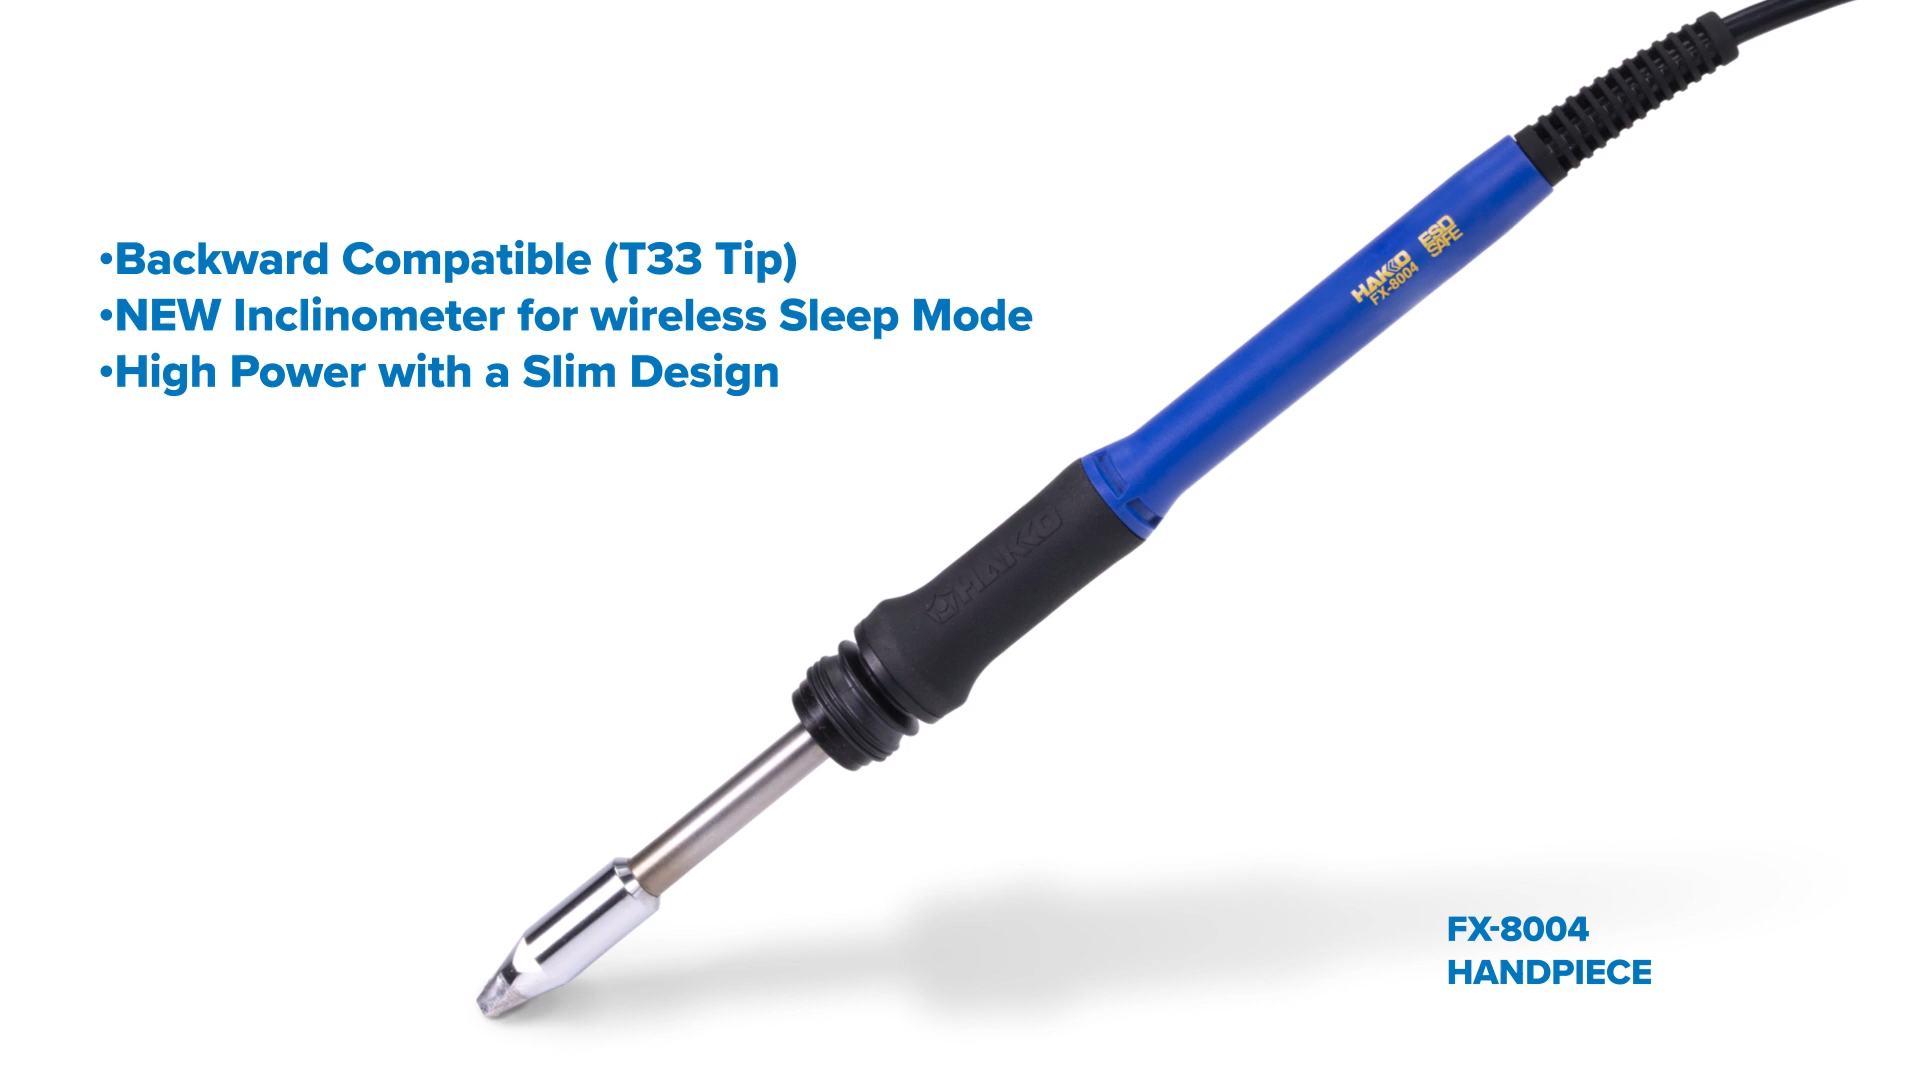 •Backward Compatible (T33 Tip)
•NEW Inclinometer for wireless Sleep Mode
•High Power with a Slim Design
HAKKO
FX-8004
ESD
SAFE
HAKKO
FX-8004
HANDPIECE